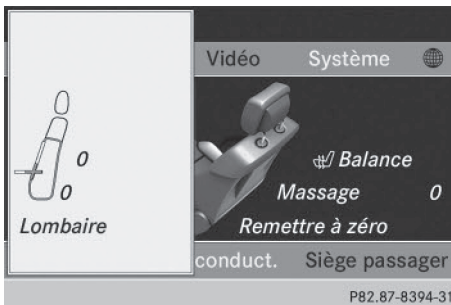 Vidéo Système
0
0
Lombaire
Balance
Massage 0
Remettre à zéro
conduct. Siège passager
P82.87-8394-31